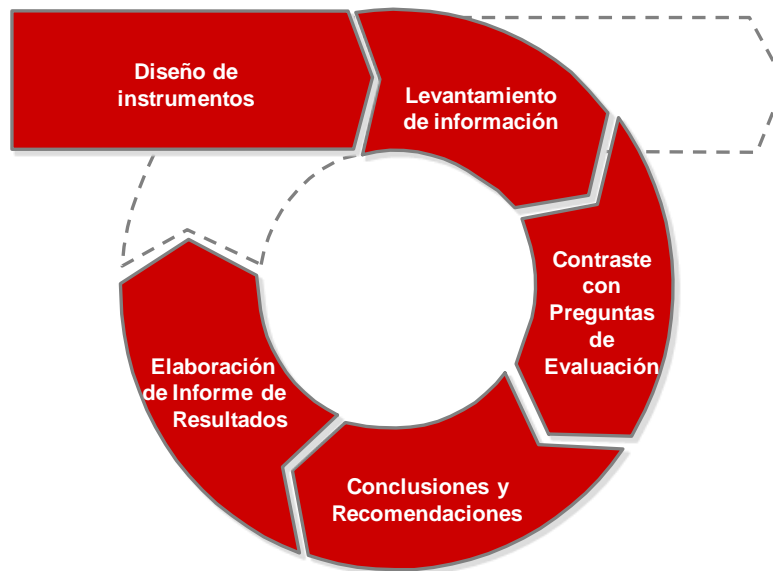 Diseño de
instrumentos
Levantamiento
de información
Contraste
con
Preguntas
de
Evaluación
Conclusiones y
Recomendaciones
Elaboración
de Informe de
Resultados